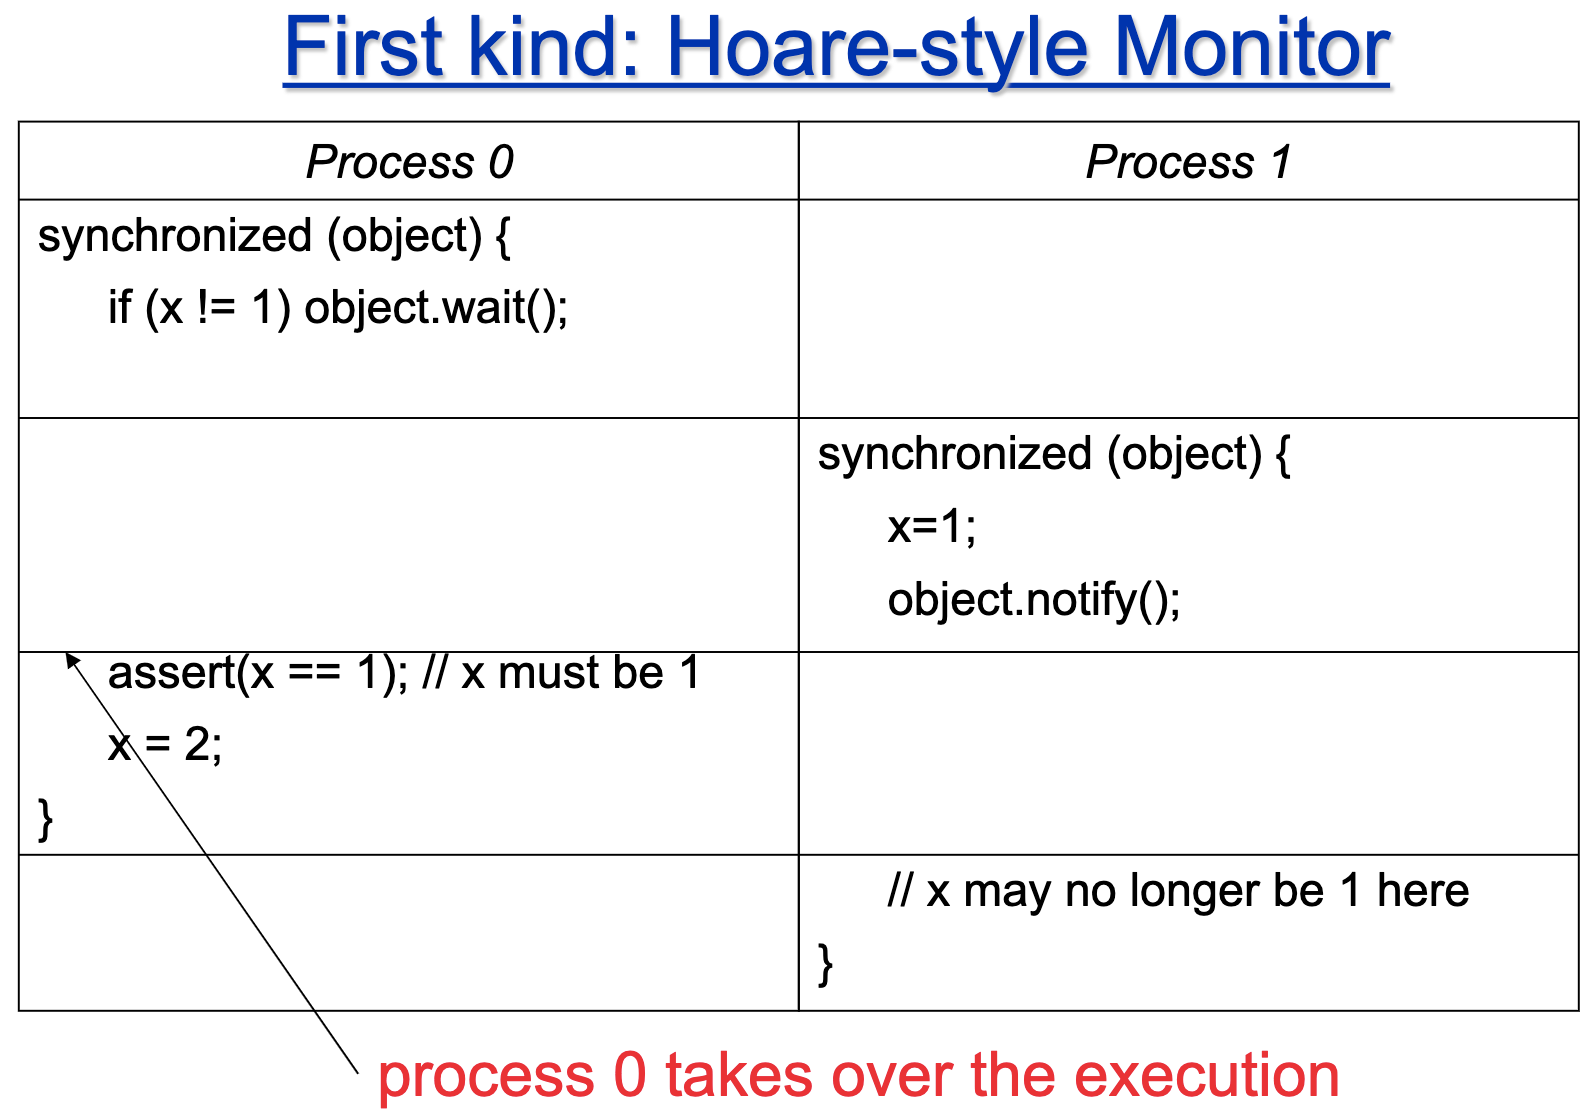 First kind: Hoare-style Monitor
Process 0
Process 1
synchronized (object) {
if (x != 1) object.wait();
synchronized (object) {
x=1;
object.notify();
assert(x == 1); // x must be 1
x = 2;
}
// x may no longer be 1 here
}
process 0 takes over the execution